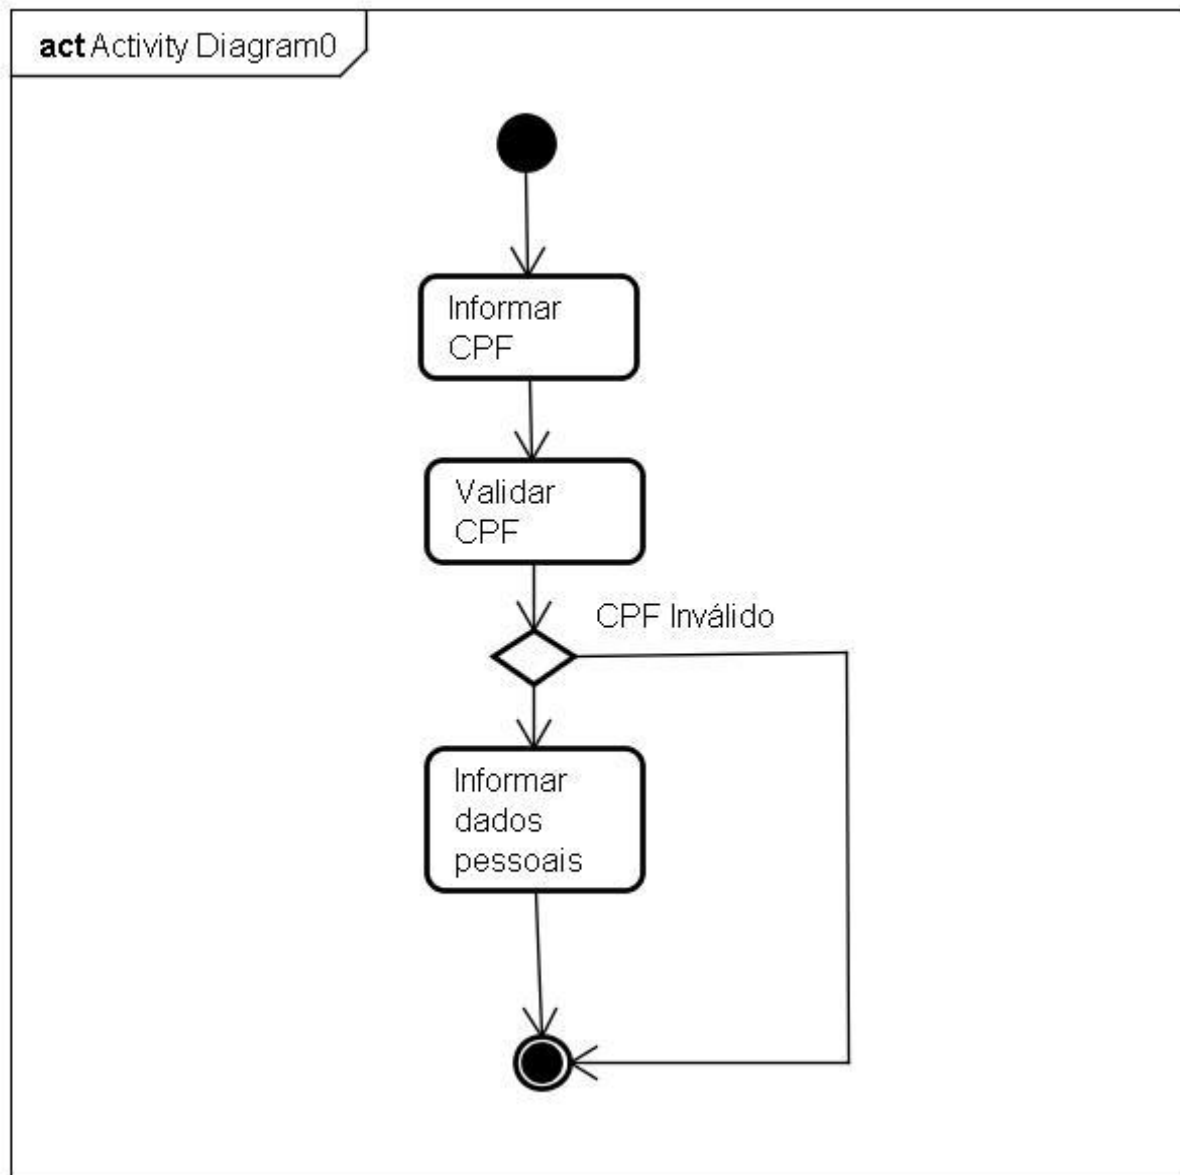 act Activity Diagram0
Informar
CPF
Validar
CPF
CPF Inválido
Informar
dados
pessoais